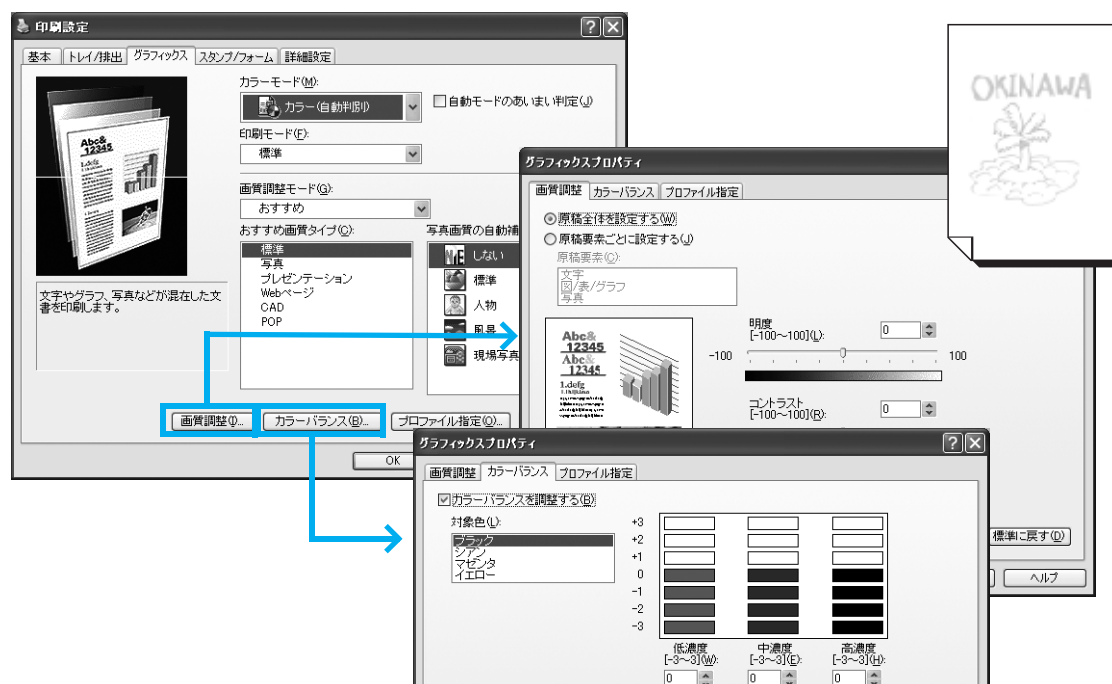 印刷設定
基本 トレイ/排出 グラフィックス スタンプ/フォーム 詳細設定
カラーモード(M):
カラー(自動判別)
自動モードのあいまい判定(J)
印刷モード(F):
標準
画質調整モード(G):
おすすめ
おすすめ画質タイプ(C):
標準
写真
プレゼンテーション
Webページ
CAD
POP
写真画質の自動補
しない
標準
人物
風景
現場写真
Abc&
12345
1.defg
文字やグラフ、写真などが混在した文
書を印刷します。
画質調整(I)... カラーバランス(B)... プロファイル指定(O)...
OK
グラフィックスプロパティ
画質調整 カラーバランス プロファイル指定
原稿全体を設定する(W)
原稿要素ごとに設定する(J)
原稿要素(C):
文字
図/表/グラフ
写真
Abc&
12345
Abc&
12345
1.defg
明度
[-100～100](L):
0
-100
100
コントラスト
[-100～100](R):
0
標準に戻す(D)
ヘルプ
OKINAWA
グラフィックスプロパティ
画質調整 カラーバランス プロファイル指定
カラーバランスを調整する(B)
対象色(L):
ブラック
シアン
マゼンタ
イエロー
+3
+2
+1
0
-1
-2
-3
低濃度 中濃度 高濃度
[-3～3](W): [-3～3](E): [-3～3](H):
0 0 0